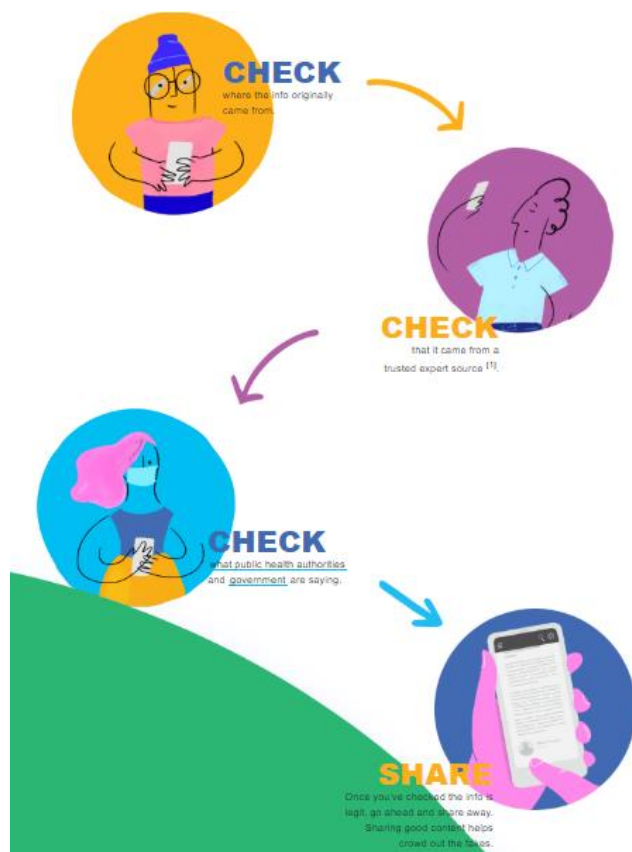 CHECK
where the info originally
came from.
CHECK
that it came from a
trusted expert source [1].
CHECK
what public health authorities
and government are saying.
SHARE
Once you've checked the info is
legit, go ahead and share away.
Sharing good content helps
crowd out the fakes.